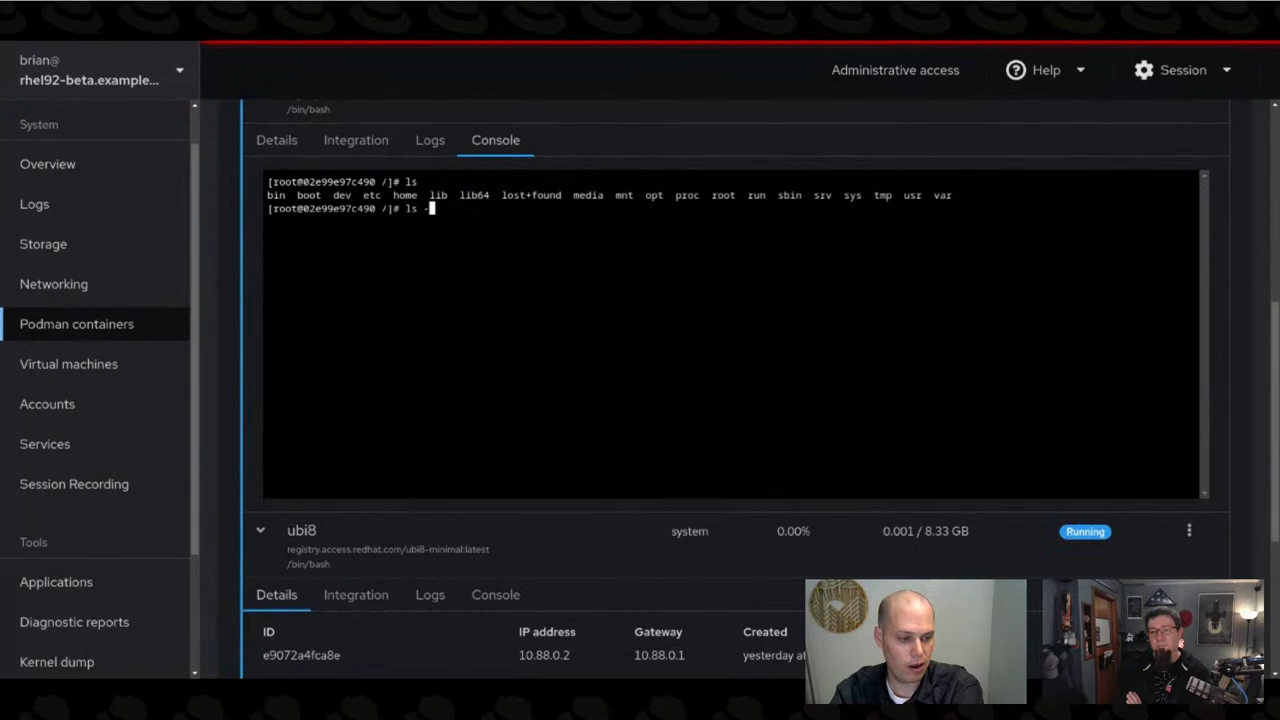 brian@
rhel92-beta.example...
Administrative access
Help
Session
System
Overview
Logs
Storage
Networking
Podman containers
Virtual machines
Accounts
Services
Session Recording
Tools
Applications
Diagnostic reports
Kernel dump
/bin/bash
Details Integration Logs Console
[root@02e99e97c490 /]# ls
bin boot dev etc home lib lib64 lost+found media mnt opt proc root run sbin srv sys tmp usr var
[root@02e99e97c490 /]# ls -
ubi8 system 0.00% 0.001 / 8.33 GB Running
registry.access.redhat.com/ubi8-minimal:latest
/bin/bash
Details Integration Logs Console
ID IP address Gateway Created
e9072a4fca8e 10.88.0.2 10.88.0.1 yesterday at